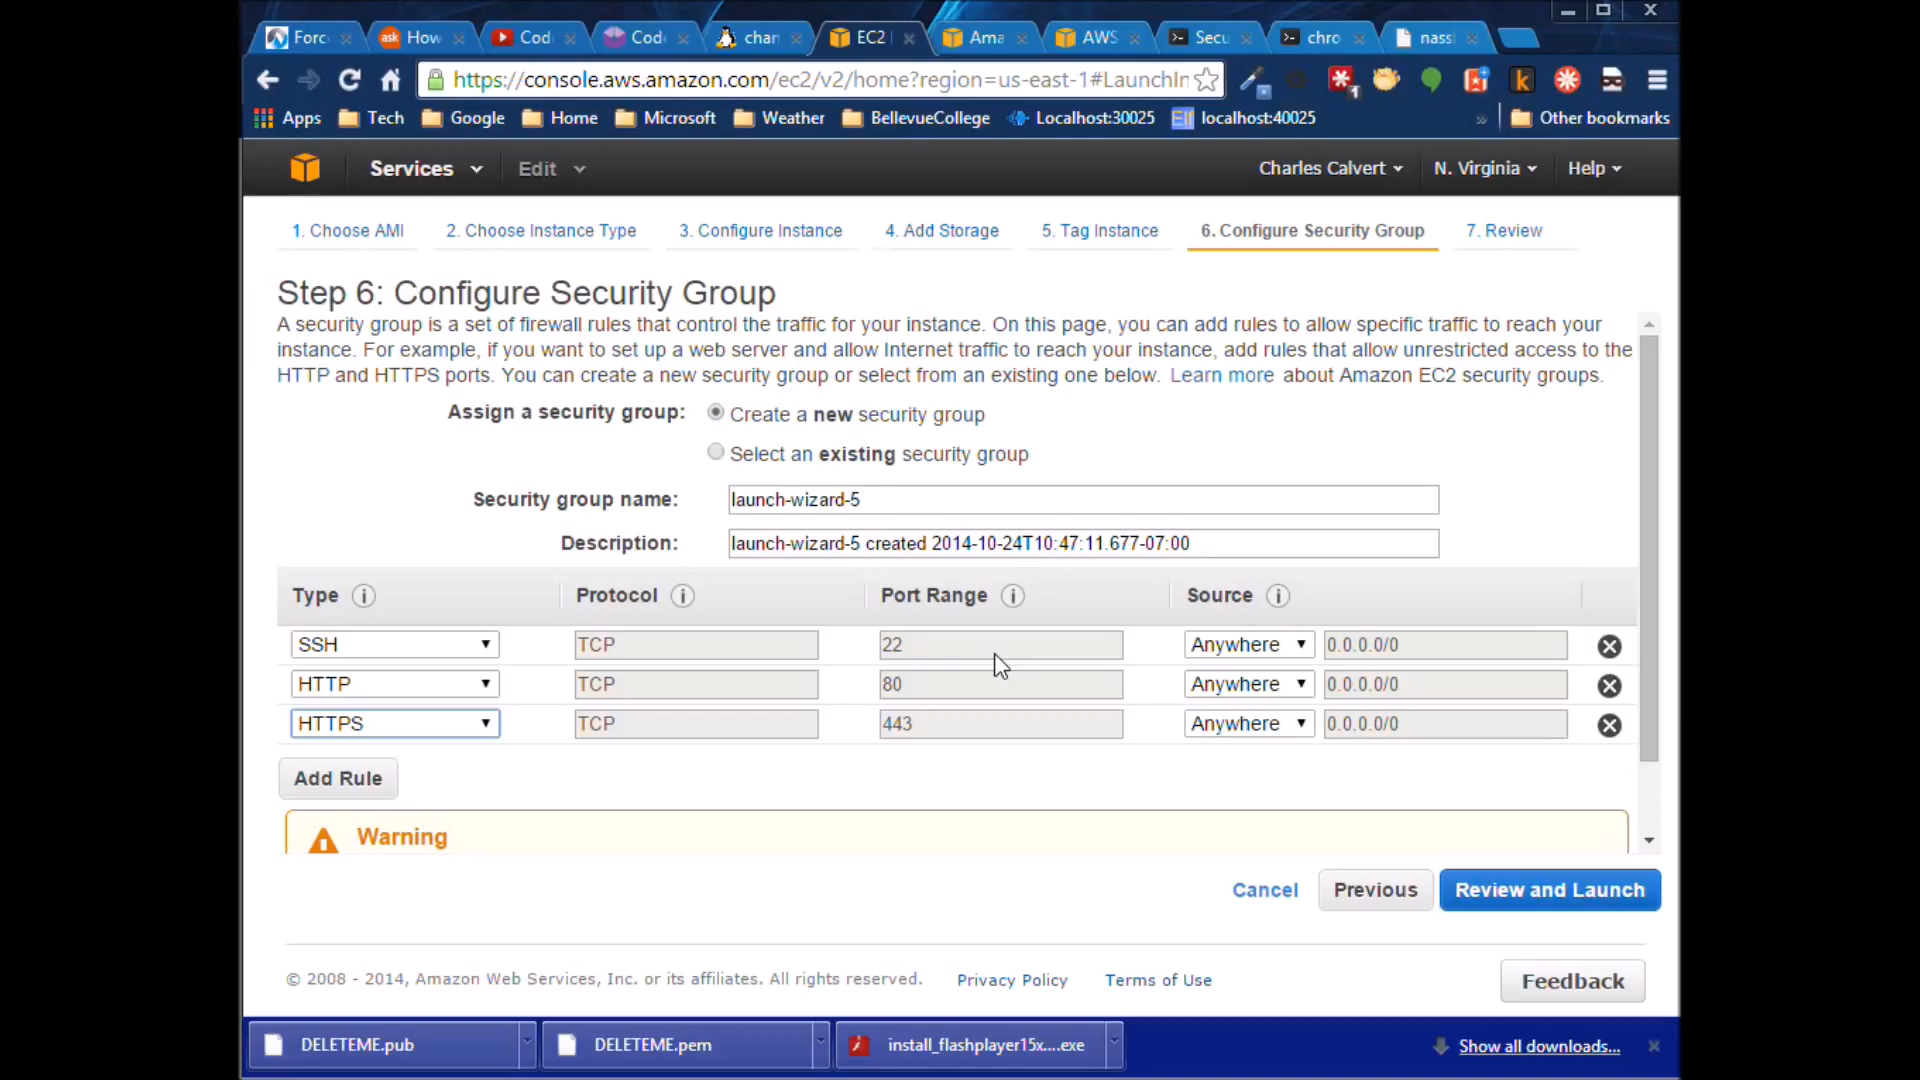 Forc
ask
How
Cod
Cod
char
EC2
Ama
AWS
Secu
chro
nassl
https://console.aws.amazon.com/ec2/v2/home?region=us-east-1#LaunchIn
1
k
Apps
Tech
Google
Home
Microsoft
Weather
BellevueCollege
Localhost:30025
localhost:40025
»
Other bookmarks
Services
Edit
Charles Calvert
N. Virginia
Help
1. Choose AMI
2. Choose Instance Type
3. Configure Instance
4. Add Storage
5. Tag Instance
6. Configure Security Group
7. Review
Step 6: Configure Security Group
A security group is a set of firewall rules that control the traffic for your instance. On this page, you can add rules to allow specific traffic to reach your
instance. For example, if you want to set up a web server and allow Internet traffic to reach your instance, add rules that allow unrestricted access to the
HTTP and HTTPS ports. You can create a new security group or select from an existing one below. Learn more about Amazon EC2 security groups.
Assign a security group:
Create a new security group
Select an existing security group
Security group name:
launch-wizard-5
Description:
launch-wizard-5 created 2014-10-24T10:47:11.677-07:00
Type
Protocol
Port Range
Source
SSH
TCP
22
Anywhere
0.0.0.0/0
HTTP
TCP
80
Anywhere
0.0.0.0/0
HTTPS
TCP
443
Anywhere
0.0.0.0/0
Add Rule
Warning
Cancel
Previous
Review and Launch
© 2008 - 2014, Amazon Web Services, Inc. or its affiliates. All rights reserved.
Privacy Policy
Terms of Use
Feedback
DELETEME.pub
DELETEME.pem
install_flashplayer15x....exe
Show all downloads...